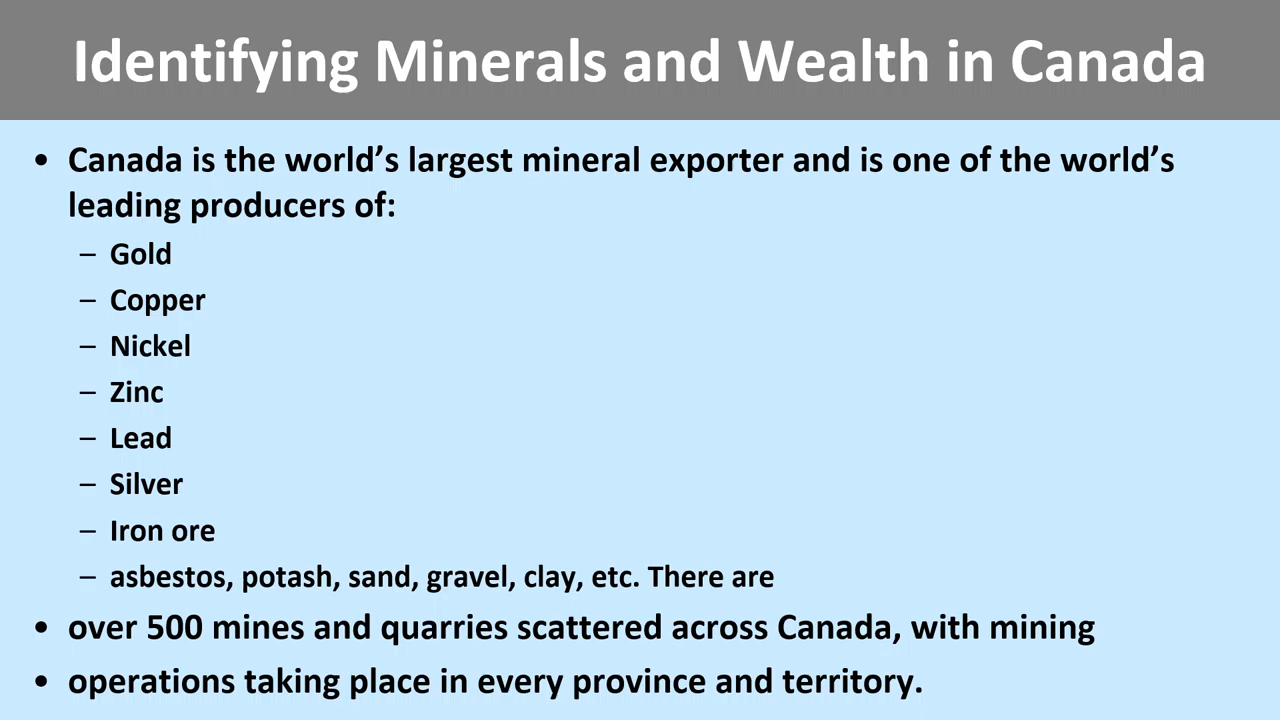 Identifying Minerals and Wealth in Canada
• Canada is the world’s largest mineral exporter and is one of the world’s
leading producers of:
– Gold
– Copper
– Nickel
– Zinc
– Lead
– Silver
– Iron ore
– asbestos, potash, sand, gravel, clay, etc. There are
• over 500 mines and quarries scattered across Canada, with mining
• operations taking place in every province and territory.